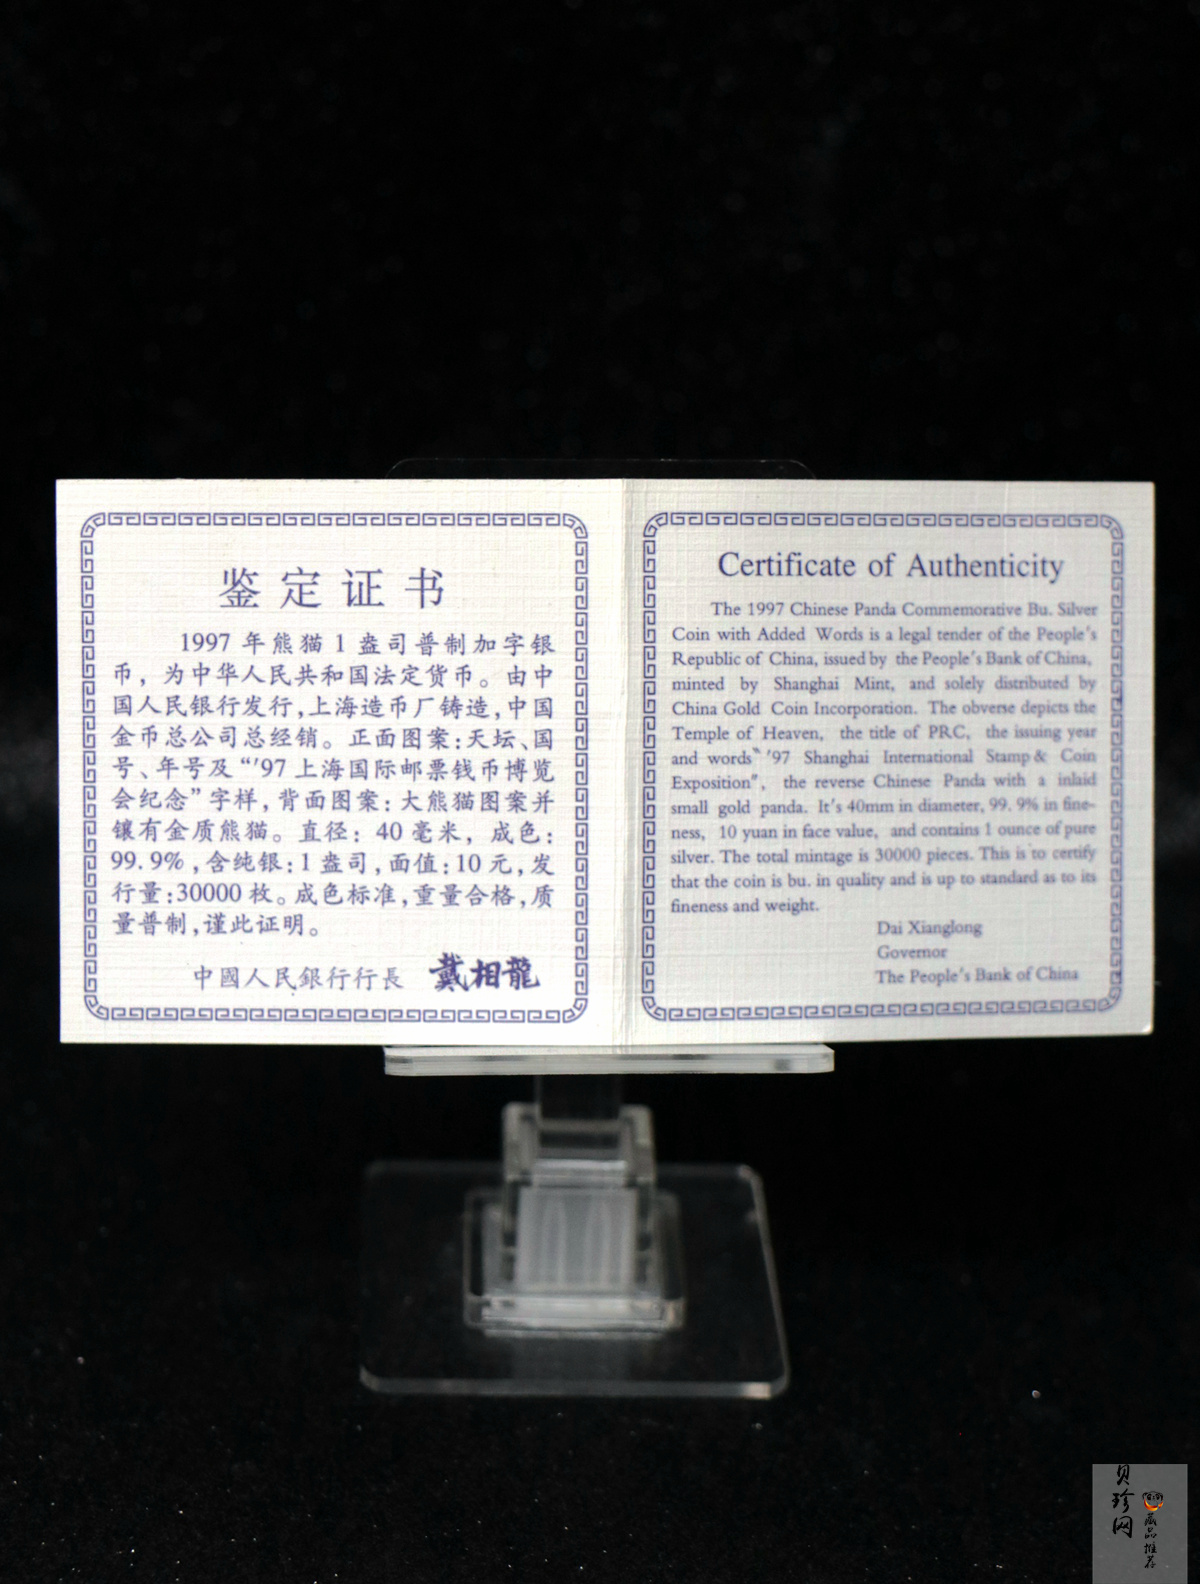 鉴定证书
1997年熊猫1盎司普制加字银
币，为中华人民共和国法定货币。由中
国人民银行发行，上海造币厂铸造，中国
金币总公司总经销。正面图案：天坛、国
号、年号及“'97上海国际邮票钱币博览
会纪念”字样，背面图案：大熊猫图案并
镶有金质熊猫。直径：40毫米，成色：
99.9%，含纯银：1盎司，面值：10元，发
行量：30000枚。成色标准，重量合格，质
量普制，谨此证明。
中國人民銀行行長 戴相龍
Certificate of Authenticity
The 1997 Chinese Panda Commemorative Bu. Silver
Coin with Added Words is a legal tender of the People's
Republic of China, issued by the People's Bank of China,
minted by Shanghai Mint, and solely distributed by
China Gold Coin Incorporation. The obverse depicts the
Temple of Heaven, the title of PRC, the issuing year
and words〝'97 Shanghai International Stamp & Coin
Exposition", the reverse Chinese Panda with a inlaid
small gold panda. It's 40mm in diameter, 99. 9% in fine-
ness, 10 yuan in face value, and contains 1 ounce of pure
silver. The total mintage is 30000 pieces. This is to certify
that the coin is bu. in quality and is up to standard as to its
fineness and weight.
Dai Xianglong
Governor
The People's Bank of China
贝珍网
藏品推荐